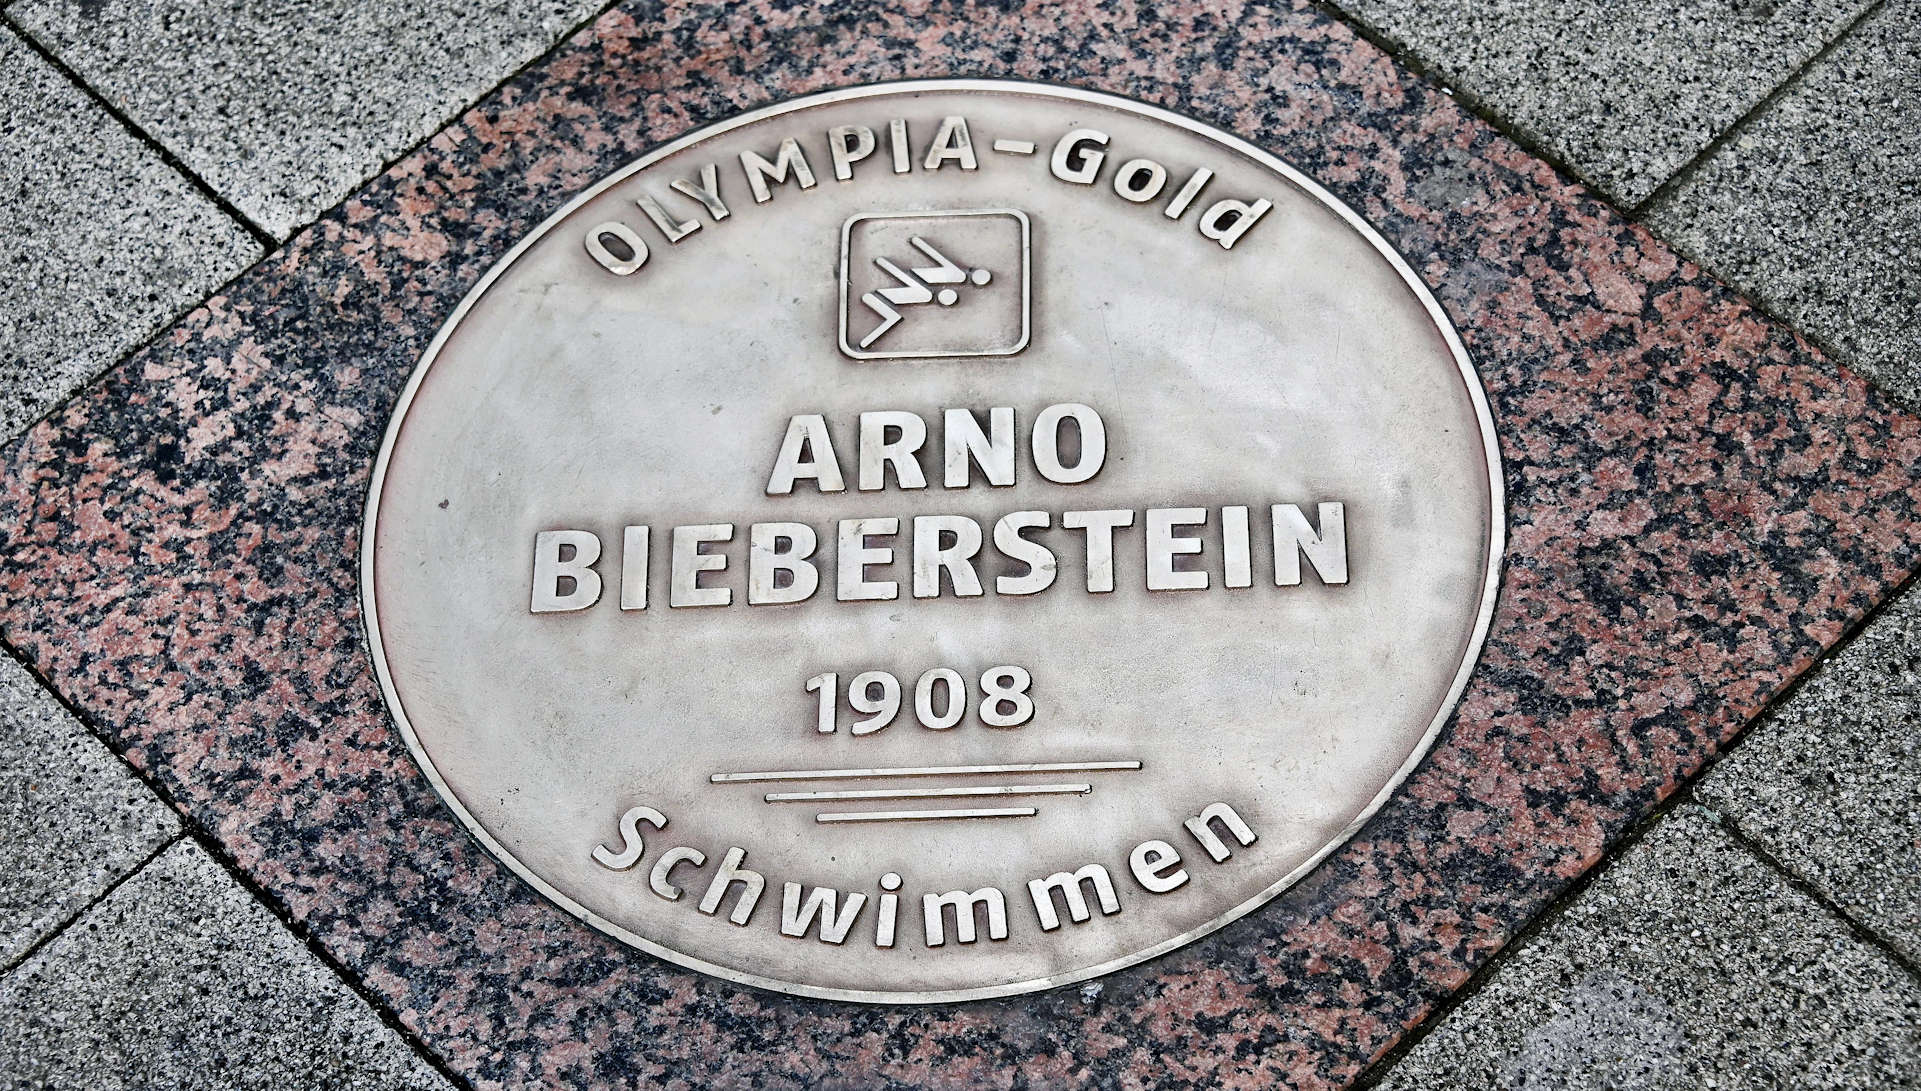 OLYMPIA-Gold
ARNO
BIEBERSTEIN
1908
Schwimmen